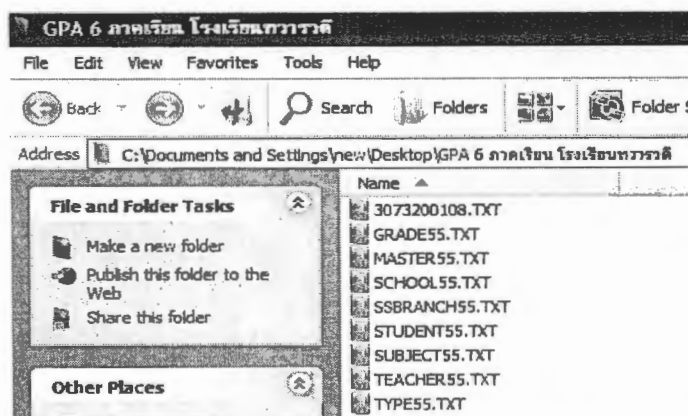 GPA 6 ภาคเรียน โรงเรียนทวารวดี
File Edit View Favorites Tools Help
Back Search Folders Folder S
Address C:\Documents and Settings\new\Desktop\GPA 6 ภาคเรียน โรงเรียนทวารวดี
File and Folder Tasks
Make a new folder
Publish this folder to the
Web
Share this folder
Other Places
Name
3073200108.TXT
GRADE55.TXT
MASTER55.TXT
SCHOOL55.TXT
SSBRANCH55.TXT
STUDENT55.TXT
SUBJECT55.TXT
TEACHER55.TXT
TYPE55.TXT